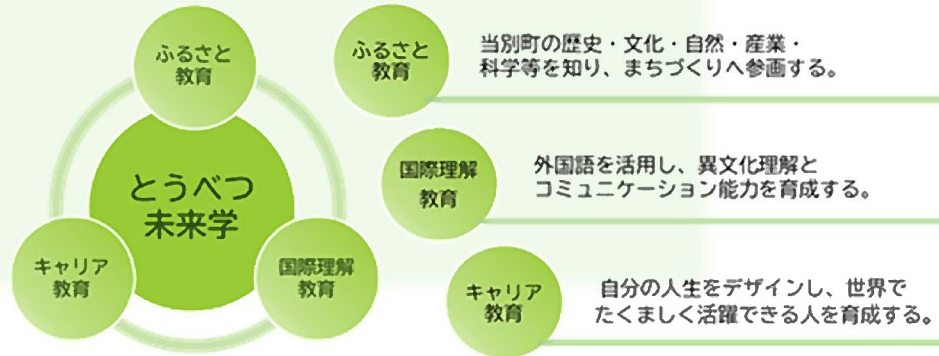 ふるさと
教育
とうべつ
未来学
キャリア
教育
国際理解
教育
ふるさと
教育
当別町の歴史・文化・自然・産業・
科学等を知り、まちづくりへ参画する。
国際理解
教育
外国語を活用し、異文化理解と
コミュニケーション能力を育成する。
キャリア
教育
自分の人生をデザインし、世界で
たくましく活躍できる人を育成する。